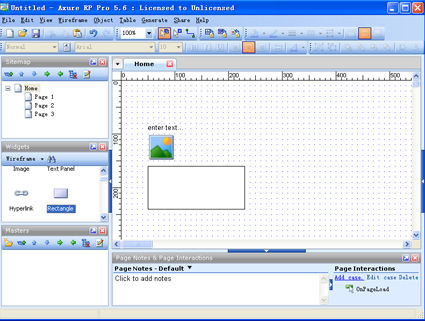 Untitled - Axure RP Pro 5.6 : Licensed to Unlicensed
File Edit View Wireframe Object Table Generate Share Help
100%
Normal Arial 10
Sitemap
Home
Page 1
Page 2
Page 3
Widgets
Wireframe
Image Text Panel
Hyperlink Rectangle
Masters
Home
0 100 200 300 400 500
0
100
200
enter text...
Page Notes & Page Interactions
Page Notes - Default
Click to add notes
Page Interactions
Add case. Edit case Delete
OnPageLoad